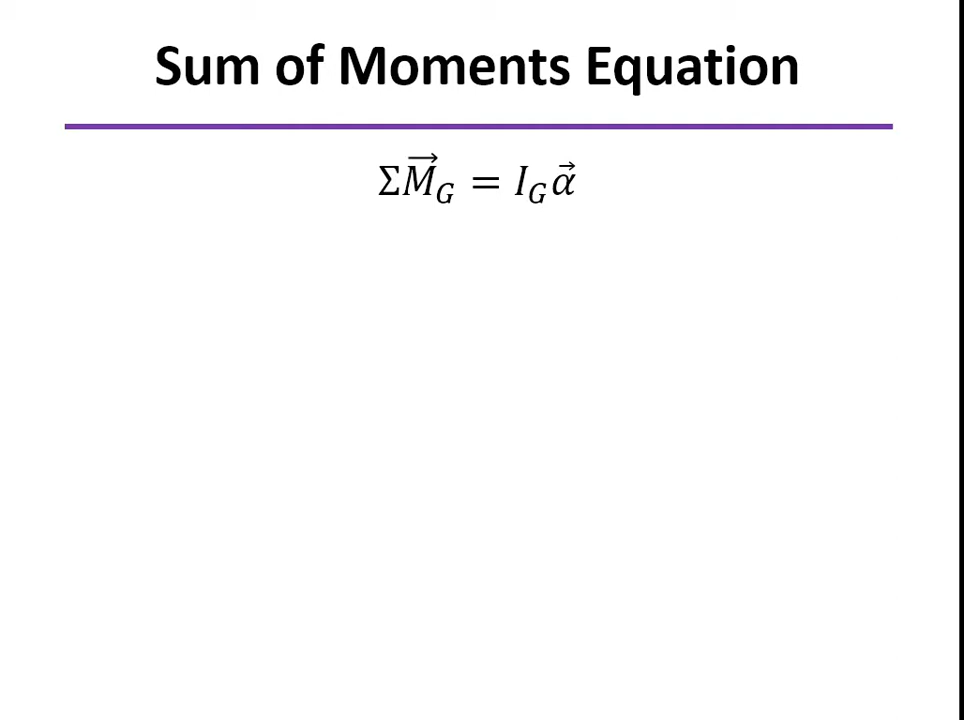 Sum of Moments Equation
ΣM⃗_G = I_G α⃗